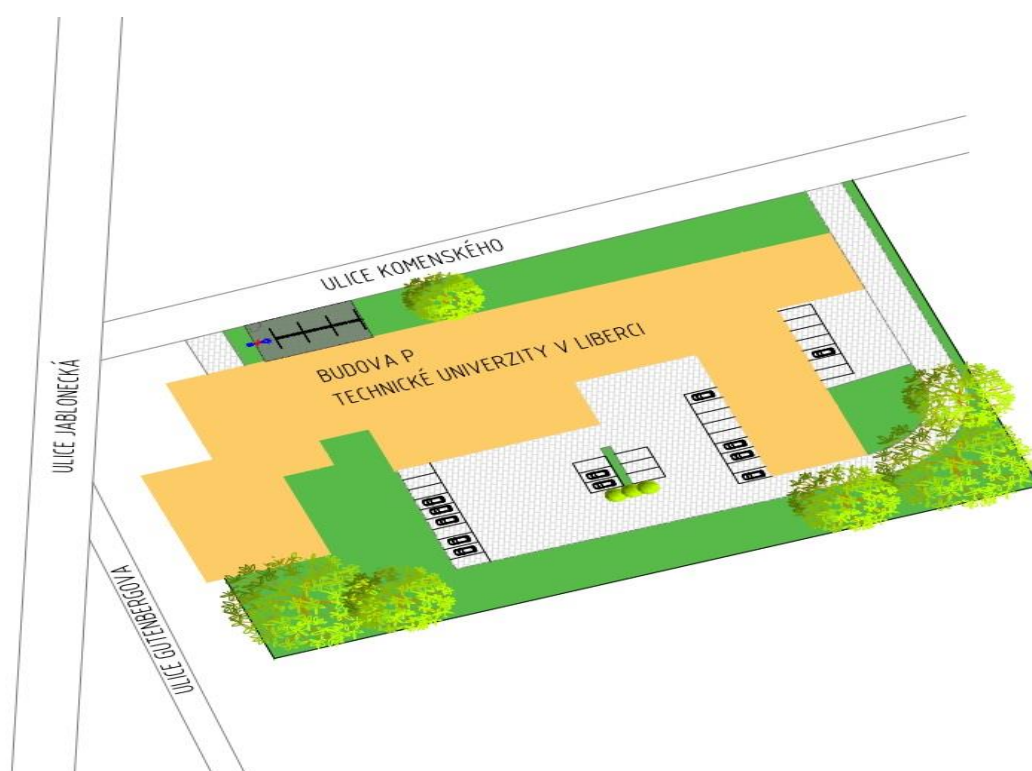 ULICE KOMENSKÉHO
BUDOVA P
TECHNICKÉ UNIVERZITY V LIBERCI
ULICE JABLONECKÁ
ULICE GUTENBERGOVA